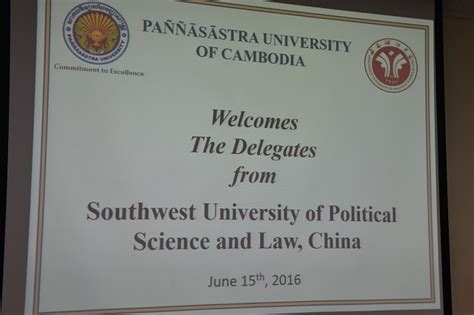 PAÑÑĀSĀSTRA UNIVERSITY
OF CAMBODIA
Commitment to Excellence
Welcomes
The Delegates
from
Southwest University of Political
Science and Law, China
June 15th, 2016